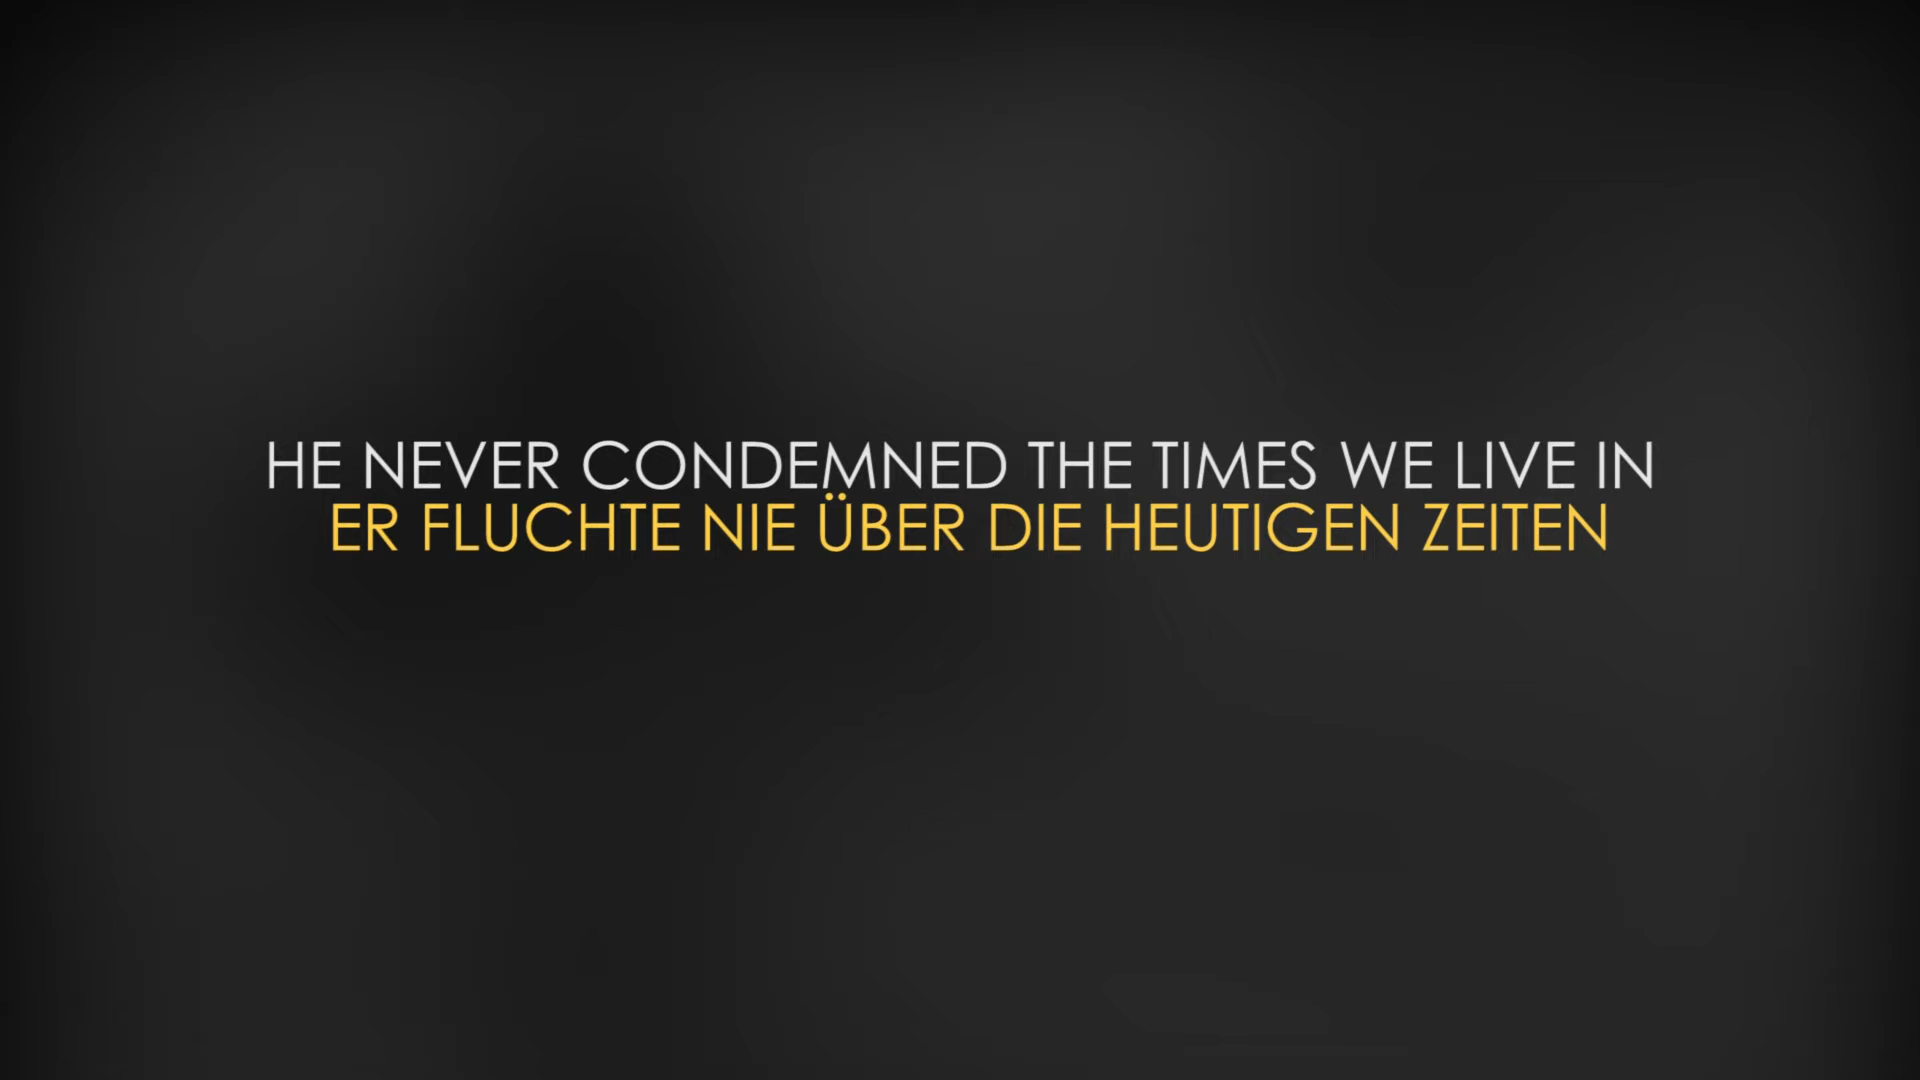 HE NEVER CONDEMNED THE TIMES WE LIVE IN
ER FLUCHTE NIE ÜBER DIE HEUTIGEN ZEITEN